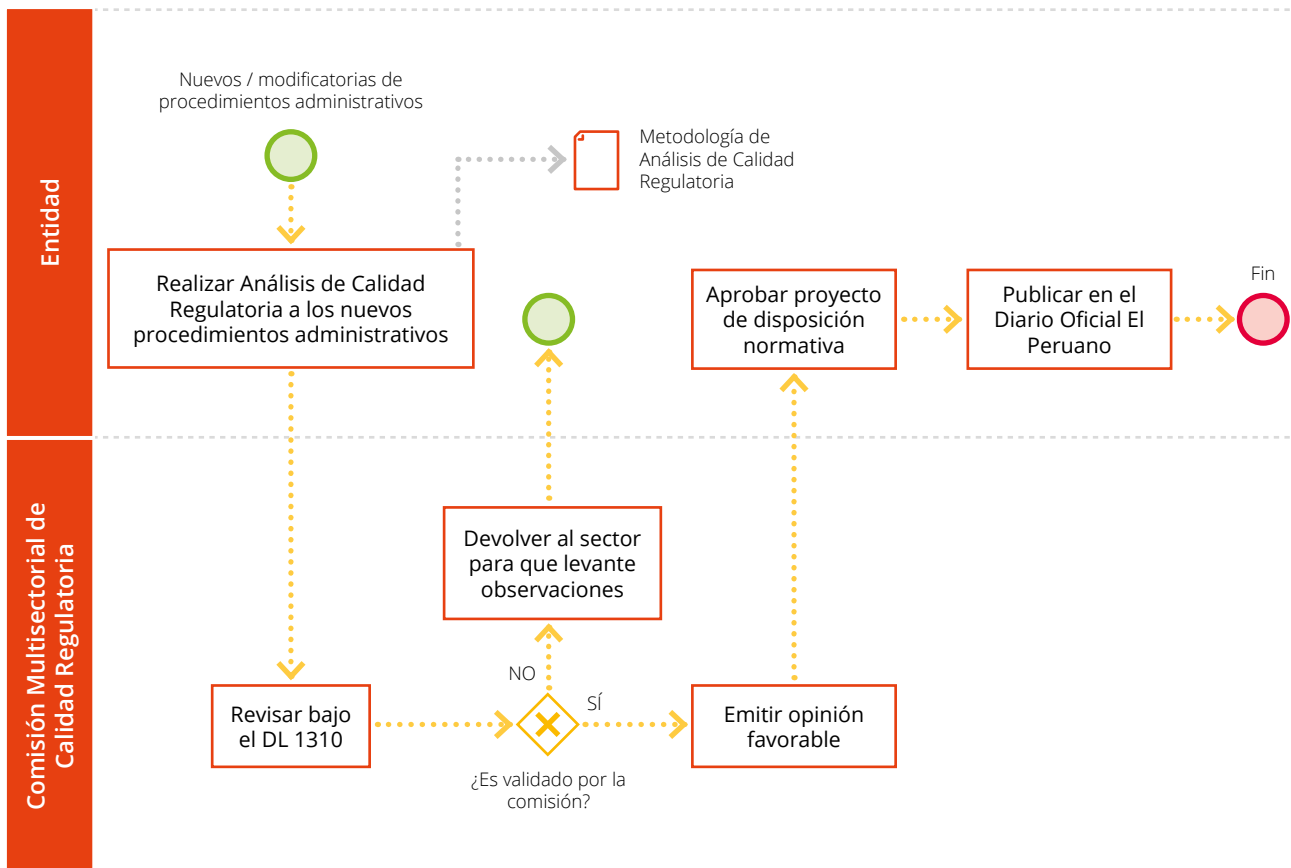 Entidad
Nuevos / modificatorias de
procedimientos administrativos
Metodología de
Análisis de Calidad
Regulatoria
Realizar Análisis de Calidad
Regulatoria a los nuevos
procedimientos administrativos
Aprobar proyecto
de disposición
normativa
Publicar en el
Diario Oficial El
Peruano
Fin
Comisión Multisectorial de
Calidad Regulatoria
Devolver al sector
para que levante
observaciones
NO
SÍ
Revisar bajo
el DL 1310
Emitir opinión
favorable
¿Es validado por la
comisión?